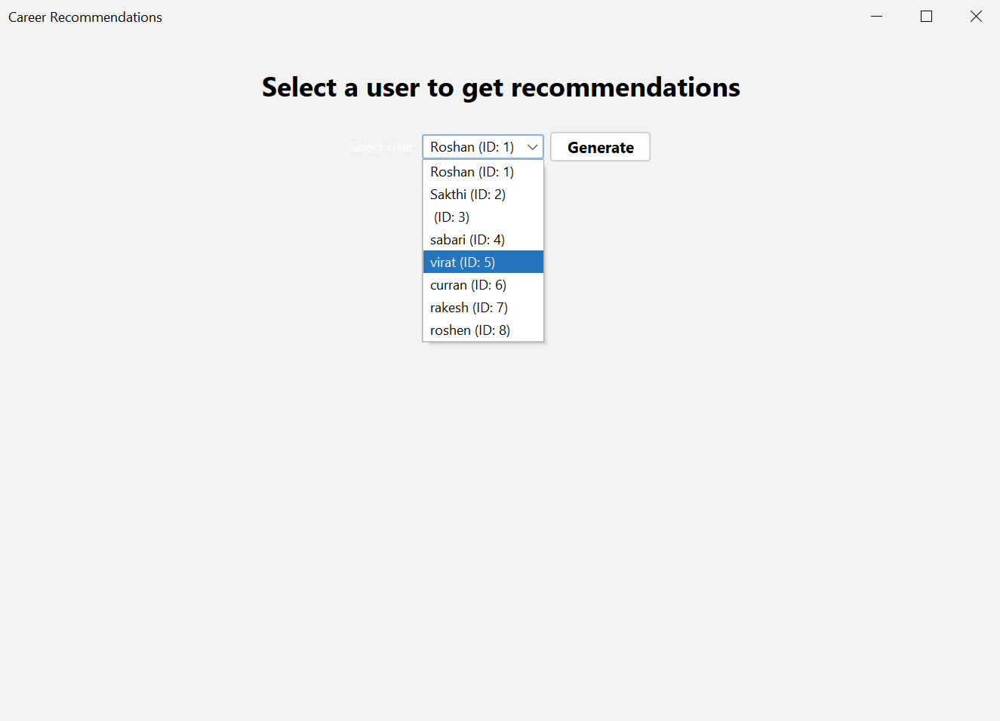 Career Recommendations
Select a user to get recommendations
Select User: Roshan (ID: 1) Generate
Roshan (ID: 1)
Sakthi (ID: 2)
(ID: 3)
sabari (ID: 4)
virat (ID: 5)
curran (ID: 6)
rakesh (ID: 7)
roshen (ID: 8)